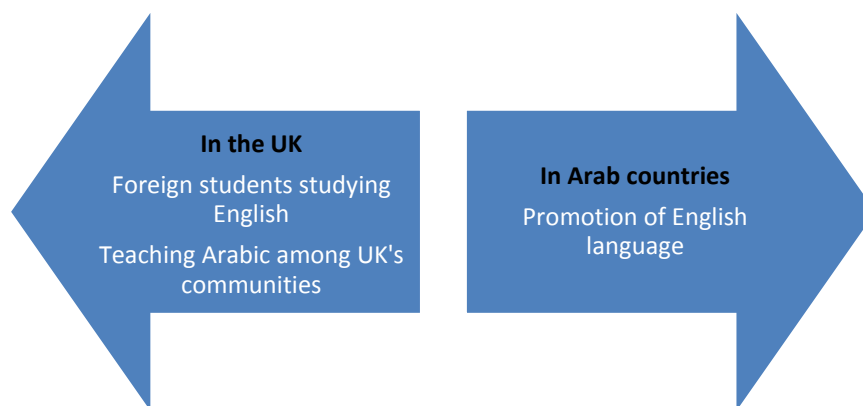 In the UK
Foreign students studying
English
Teaching Arabic among UK's
communities
In Arab countries
Promotion of English
language